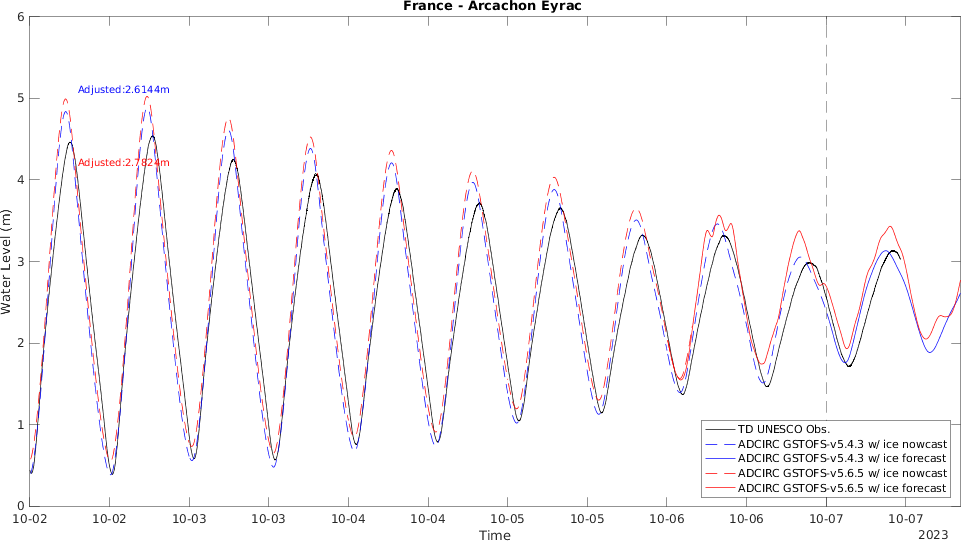 France - Arcachon Eyrac
6
5
4
3
2
1
0
Water Level (m)
Adjusted:2.6144m
Adjusted:2.7824m
TD UNESCO Obs.
ADCIRC GSTOFS-v5.4.3 w/ ice nowcast
ADCIRC GSTOFS-v5.4.3 w/ ice forecast
ADCIRC GSTOFS-v5.6.5 w/ ice nowcast
ADCIRC GSTOFS-v5.6.5 w/ ice forecast
10-02 10-02 10-03 10-03 10-04 10-04 10-05 10-05 10-06 10-06 10-07 10-07
Time
2023